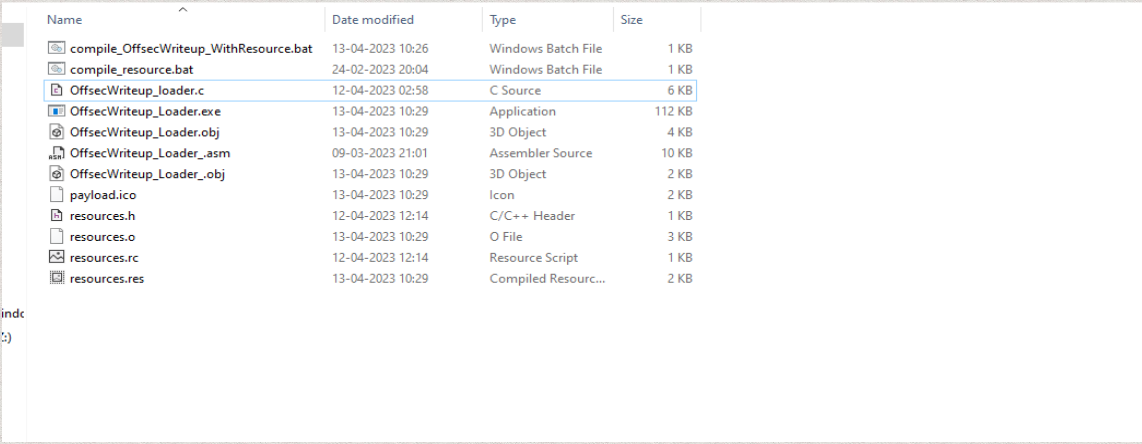 Name Date modified Type Size
compile_OffsecWriteup_WithResource.bat 13-04-2023 10:26 Windows Batch File 1 KB
compile_resource.bat 24-02-2023 20:04 Windows Batch File 1 KB
OffsecWriteup_loader.c 12-04-2023 02:58 C Source 6 KB
OffsecWriteup_Loader.exe 13-04-2023 10:29 Application 112 KB
OffsecWriteup_Loader.obj 13-04-2023 10:29 3D Object 4 KB
ASM OffsecWriteup_Loader_.asm 09-03-2023 21:01 Assembler Source 10 KB
OffsecWriteup_Loader_.obj 13-04-2023 10:29 3D Object 2 KB
payload.ico 13-04-2023 10:29 Icon 2 KB
resources.h 12-04-2023 12:14 C/C++ Header 1 KB
resources.o 13-04-2023 10:29 O File 3 KB
resources.rc 12-04-2023 12:14 Resource Script 1 KB
resources.res 13-04-2023 10:29 Compiled Resourc... 2 KB
indo
:)